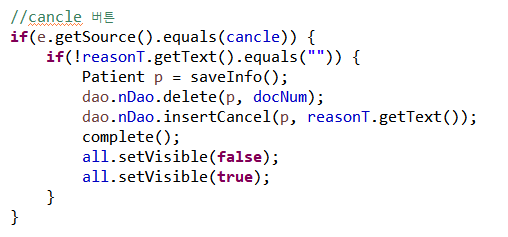 //cancle 버튼
if(e.getSource().equals(cancle)) {
    if(!reasonT.getText().equals("")) {
        Patient p = saveInfo();
        dao.nDao.delete(p, docNum);
        dao.nDao.insertCancel(p, reasonT.getText());
        complete();
        all.setVisible(false);
        all.setVisible(true);
    }
}